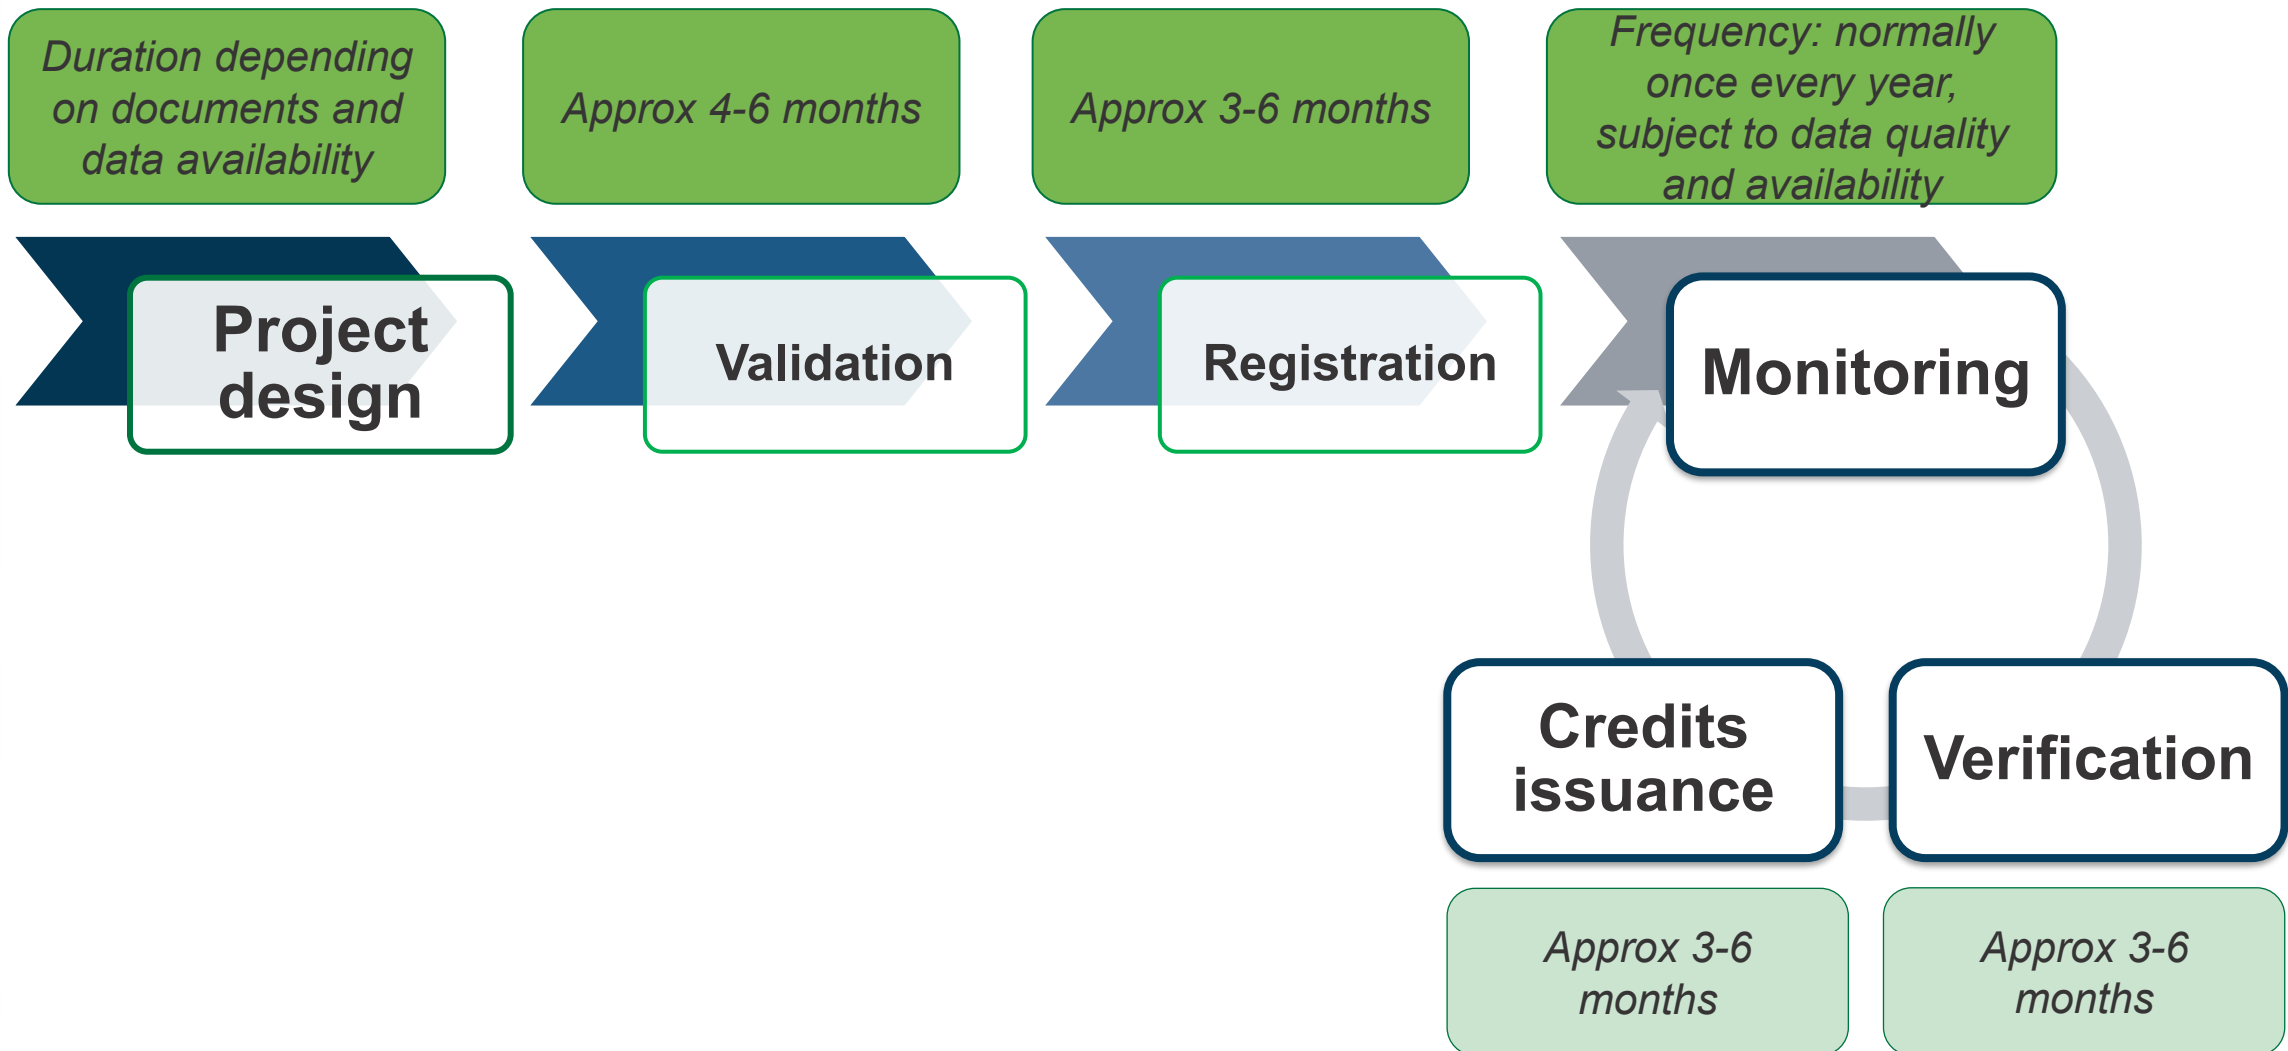 Duration depending
on documents and
data availability
Approx 4-6 months
Approx 3-6 months
Frequency: normally
once every year,
subject to data quality
and availability
Project
design
Validation
Registration
Monitoring
Credits
issuance
Verification
Approx 3-6
months
Approx 3-6
months